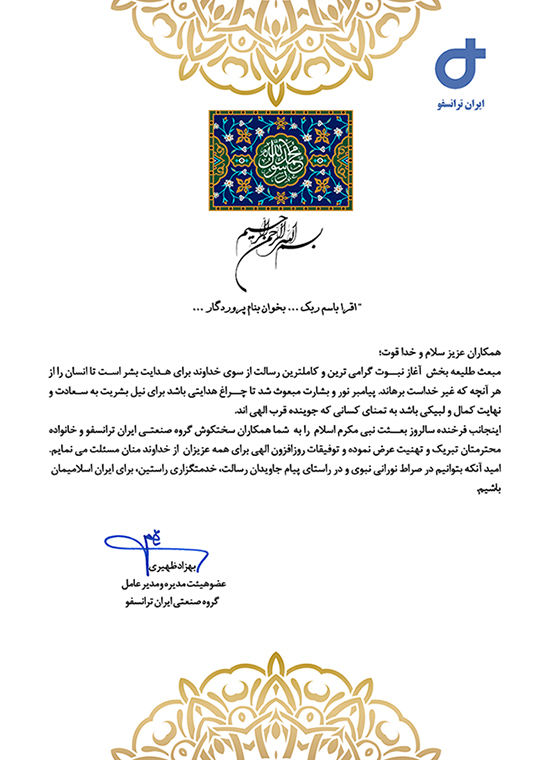 ایران ترانسفو
محمد رسول الله
بسم الله الرحمن الرحیم
"اقرا باسم ربک ... بخوان بنام پروردگار ...
همکاران عزیز سلام و خدا قوت؛
مبعث طلیعه بخش آغاز نبــوت گرامی ترین و کاملترین رسالت از سوی خداوند برای هدایت بشر است تا انسان را از
هر آنچه که غیر خداست برهاند. پیامبر نور و بشارت مبعوث شد تا چراغ هدایتی باشد برای نیل بشریت به سعادت و
نهایت کمال و لبیکی باشد به تمنای کسانی که جوینده قرب الهی اند.
اینجانب فرخنده سالروز بعــثت نبی مکرم اسلام را به شما همکاران سختکوش گروه صنعتی ایران ترانسفو و خانواده
محترمتان تبریک و تهنیت عرض نموده و توفیقات روزافزون الهی برای همه عزیزان از خداوند منان مسئلت می نمایم.
امید آنکه بتوانیم در صراط نورانی نبوی و در راستای پیام جاویدان رسالت، خدمتگزاری راستین، برای ایران اسلامیمان
باشیم.
بهزاد ظهیری
عضو هیئت مدیره و مدیر عامل
گروه صنعتی ایران ترانسفو